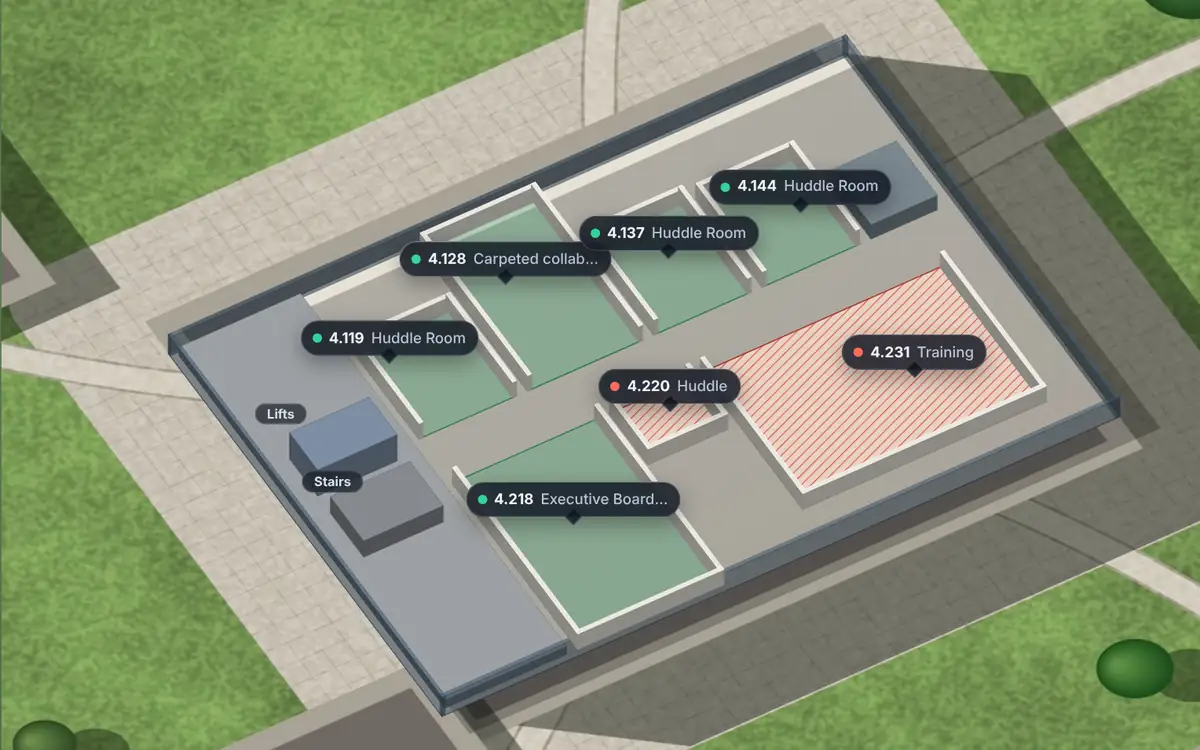 4.144 Huddle Room
4.137 Huddle Room
4.128 Carpeted collab...
4.119 Huddle Room
4.231 Training
4.220 Huddle
Lifts
Stairs
4.218 Executive Board...